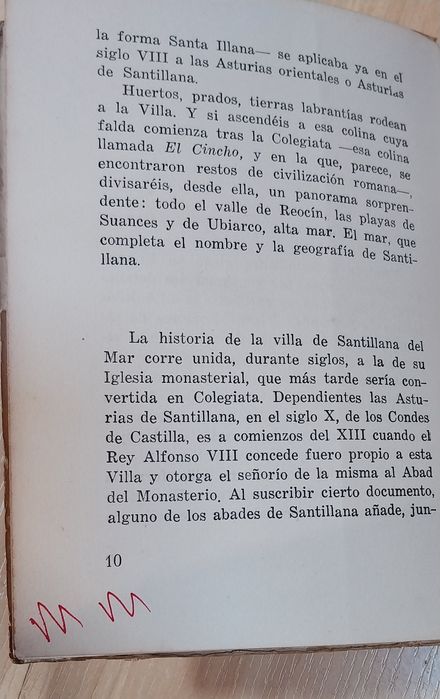 la forma Santa Illana— se aplicaba ya en el
siglo VIII a las Asturias orientales o Asturias
de Santillana.
Huertos, prados, tierras labrantías rodean
a la Villa. Y si ascendéis a esa colina cuya
falda comienza tras la Colegiata —esa colina
llamada El Cincho, y en la que, parece, se
encontraron restos de civilización romana—,
divisaréis, desde ella, un panorama sorpren-
dente: todo el valle de Reocín, las playas de
Suances y de Ubiarco, alta mar. El mar, que
completa el nombre y la geografía de Santi-
llana.
La historia de la villa de Santillana del
Mar corre unida, durante siglos, a la de su
Iglesia monasterial, que más tarde sería con-
vertida en Colegiata. Dependientes las Astu-
rias de Santillana, en el siglo X, de los Condes
de Castilla, es a comienzos del XIII cuando el
Rey Alfonso VIII concede fuero propio a esta
Villa y otorga el señorío de la misma al Abad
del Monasterio. Al suscribir cierto documento,
alguno de los abades de Santillana añade, jun-
10